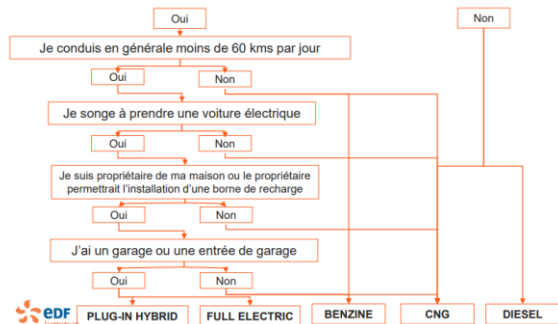 Oui
Non
Je conduis en générale moins de 60 kms par jour
Oui
Non
Je songe à prendre une voiture électrique
Oui
Non
Je suis propriétaire de ma maison ou le propriétaire
permettrait l'installation d'une borne de recharge
Oui
Non
J'ai un garage ou une entrée de garage
Oui
Non
eDF
PLUG-IN HYBRID
FULL ELECTRIC
BENZINE
CNG
DIESEL